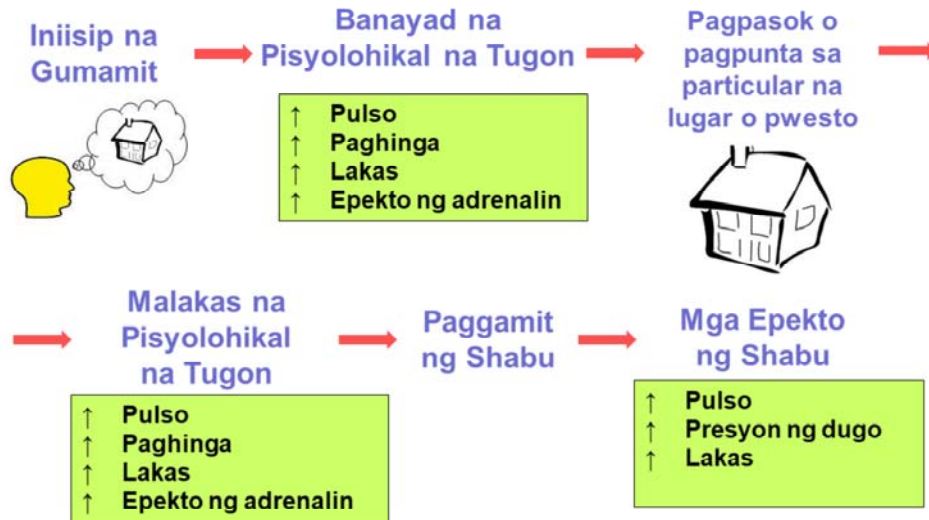 Iniisip na
Gumamit
Banayad na
Pisyolohikal na Tugon
↑ Pulso
↑ Paghinga
↑ Lakas
↑ Epekto ng adrenalin
Pagpasok o
pagpunta sa
particular na
lugar o pwesto
Malakas na
Pisyolohikal
na Tugon
↑ Pulso
↑ Paghinga
↑ Lakas
↑ Epekto ng adrenalin
Paggamit
ng Shabu
Mga Epekto
ng Shabu
↑ Pulso
↑ Presyon ng dugo
↑ Lakas